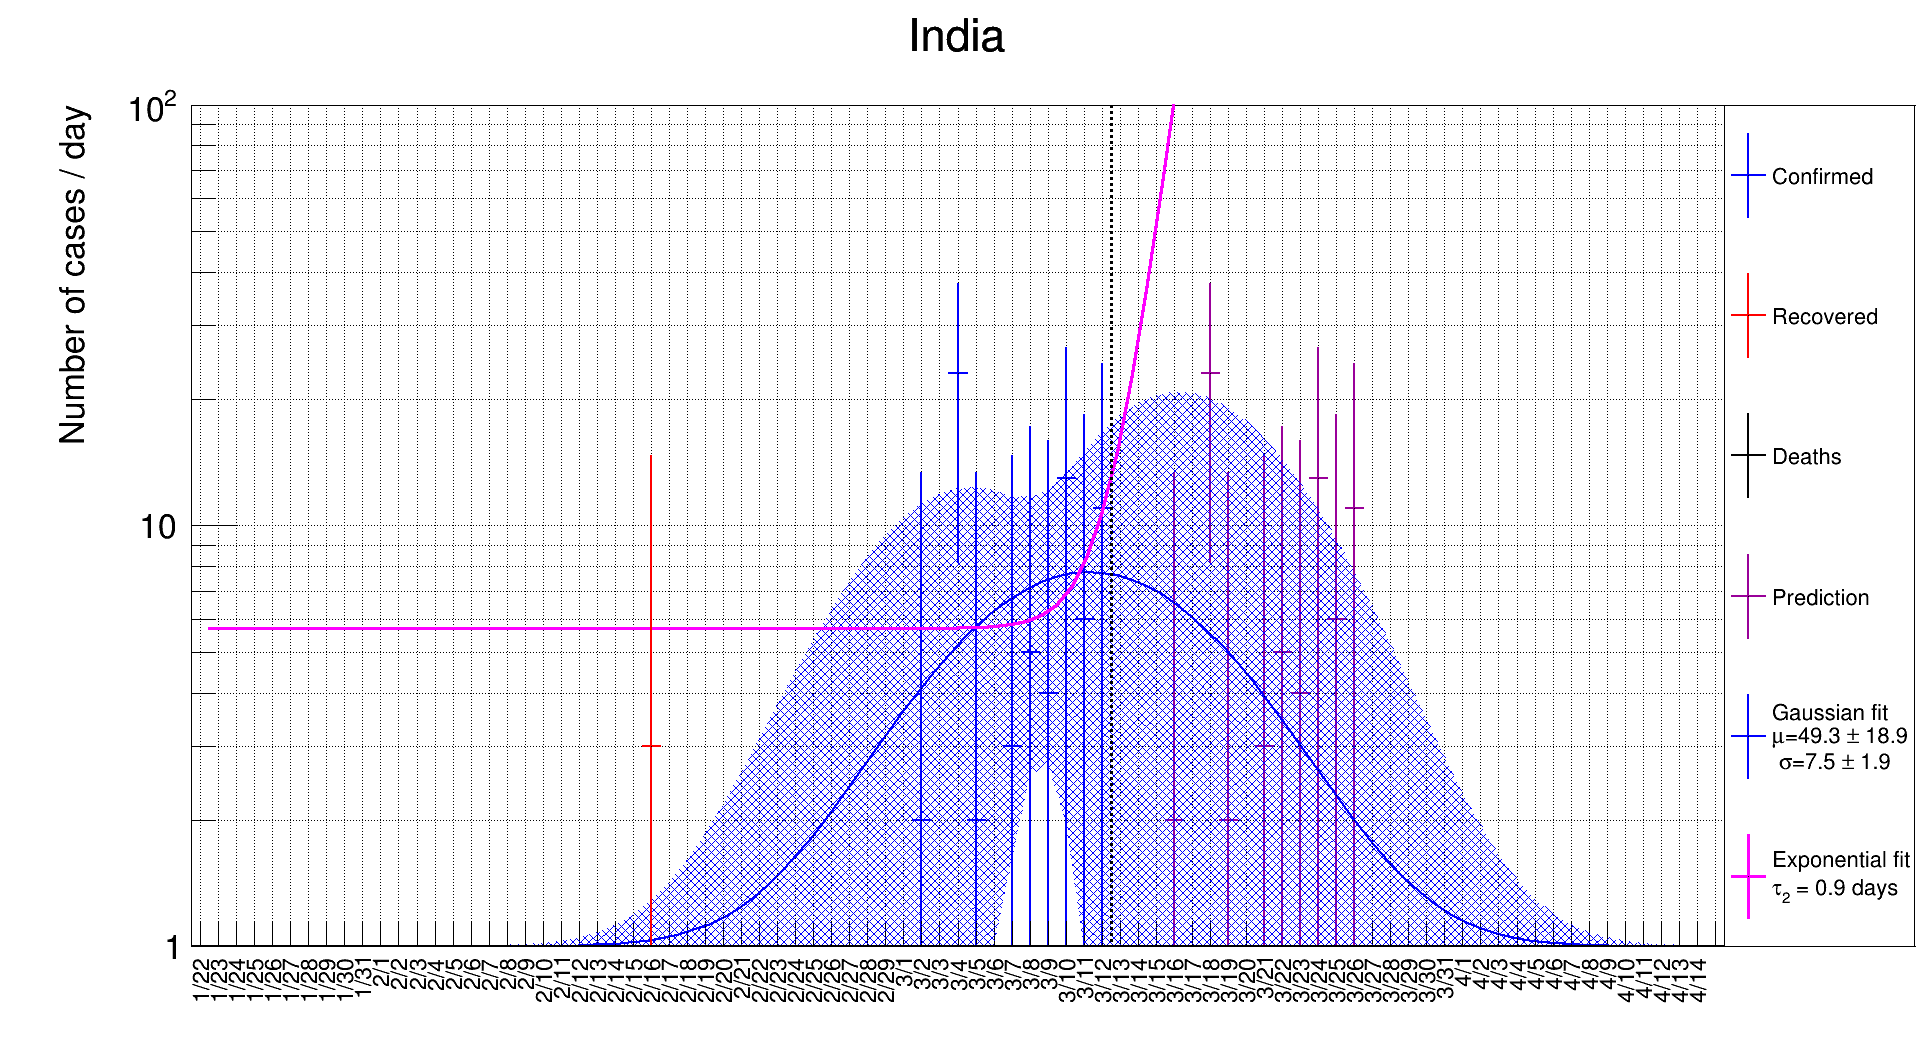 India
Number of cases / day
10²
10
1
1/22 1/23 1/24 1/25 1/26 1/27 1/28 1/29 1/30 1/31 2/1 2/2 2/3 2/4 2/5 2/6 2/7 2/8 2/9 2/10 2/11 2/12 2/13 2/14 2/15 2/16 2/17 2/18 2/19 2/20 2/21 2/22 2/23 2/24 2/25 2/26 2/27 2/28 2/29 3/1 3/2 3/3 3/4 3/5 3/6 3/7 3/8 3/9 3/10 3/11 3/12 3/13 3/14 3/15 3/16 3/17 3/18 3/19 3/20 3/21 3/22 3/23 3/24 3/25 3/26 3/27 3/28 3/29 3/30 3/31 4/1 4/2 4/3 4/4 4/5 4/6 4/7 4/8 4/9 4/10 4/11 4/12 4/13 4/14
Confirmed
Recovered
Deaths
Prediction
Gaussian fit
μ=49.3 ± 18.9
σ=7.5 ± 1.9
Exponential fit
τ₂ = 0.9 days